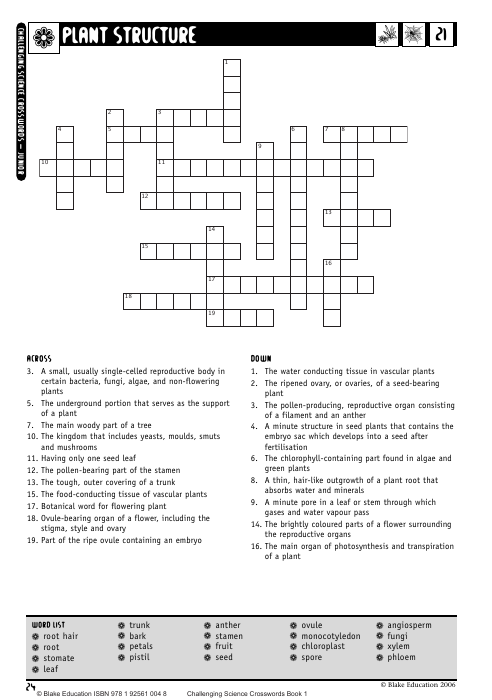 PLANT STRUCTURE
21
CHALLENGING SCIENCE CROSSWORDS – JUNIOR
1
2
3
4
5
6
7
8
9
10
11
12
13
14
15
16
17
18
19
ACROSS
3. A small, usually single-celled reproductive body in
certain bacteria, fungi, algae, and non-flowering
plants
5. The underground portion that serves as the support
of a plant
7. The main woody part of a tree
10. The kingdom that includes yeasts, moulds, smuts
and mushrooms
11. Having only one seed leaf
12. The pollen-bearing part of the stamen
13. The tough, outer covering of a trunk
15. The food-conducting tissue of vascular plants
17. Botanical word for flowering plant
18. Ovule-bearing organ of a flower, including the
stigma, style and ovary
19. Part of the ripe ovule containing an embryo
DOWN
1. The water conducting tissue in vascular plants
2. The ripened ovary, or ovaries, of a seed-bearing
plant
3. The pollen-producing, reproductive organ consisting
of a filament and an anther
4. A minute structure in seed plants that contains the
embryo sac which develops into a seed after
fertilisation
6. The chlorophyll-containing part found in algae and
green plants
8. A thin, hair-like outgrowth of a plant root that
absorbs water and minerals
9. A minute pore in a leaf or stem through which
gases and water vapour pass
14. The brightly coloured parts of a flower surrounding
the reproductive organs
16. The main organ of photosynthesis and transpiration
of a plant
WORD LIST
root hair
root
stomate
leaf
trunk
bark
petals
pistil
anther
stamen
fruit
seed
ovule
monocotyledon
chloroplast
spore
angiosperm
fungi
xylem
phloem
24
© Blake Education 2006
© Blake Education ISBN 978 1 92561 004 8 Challenging Science Crosswords Book 1